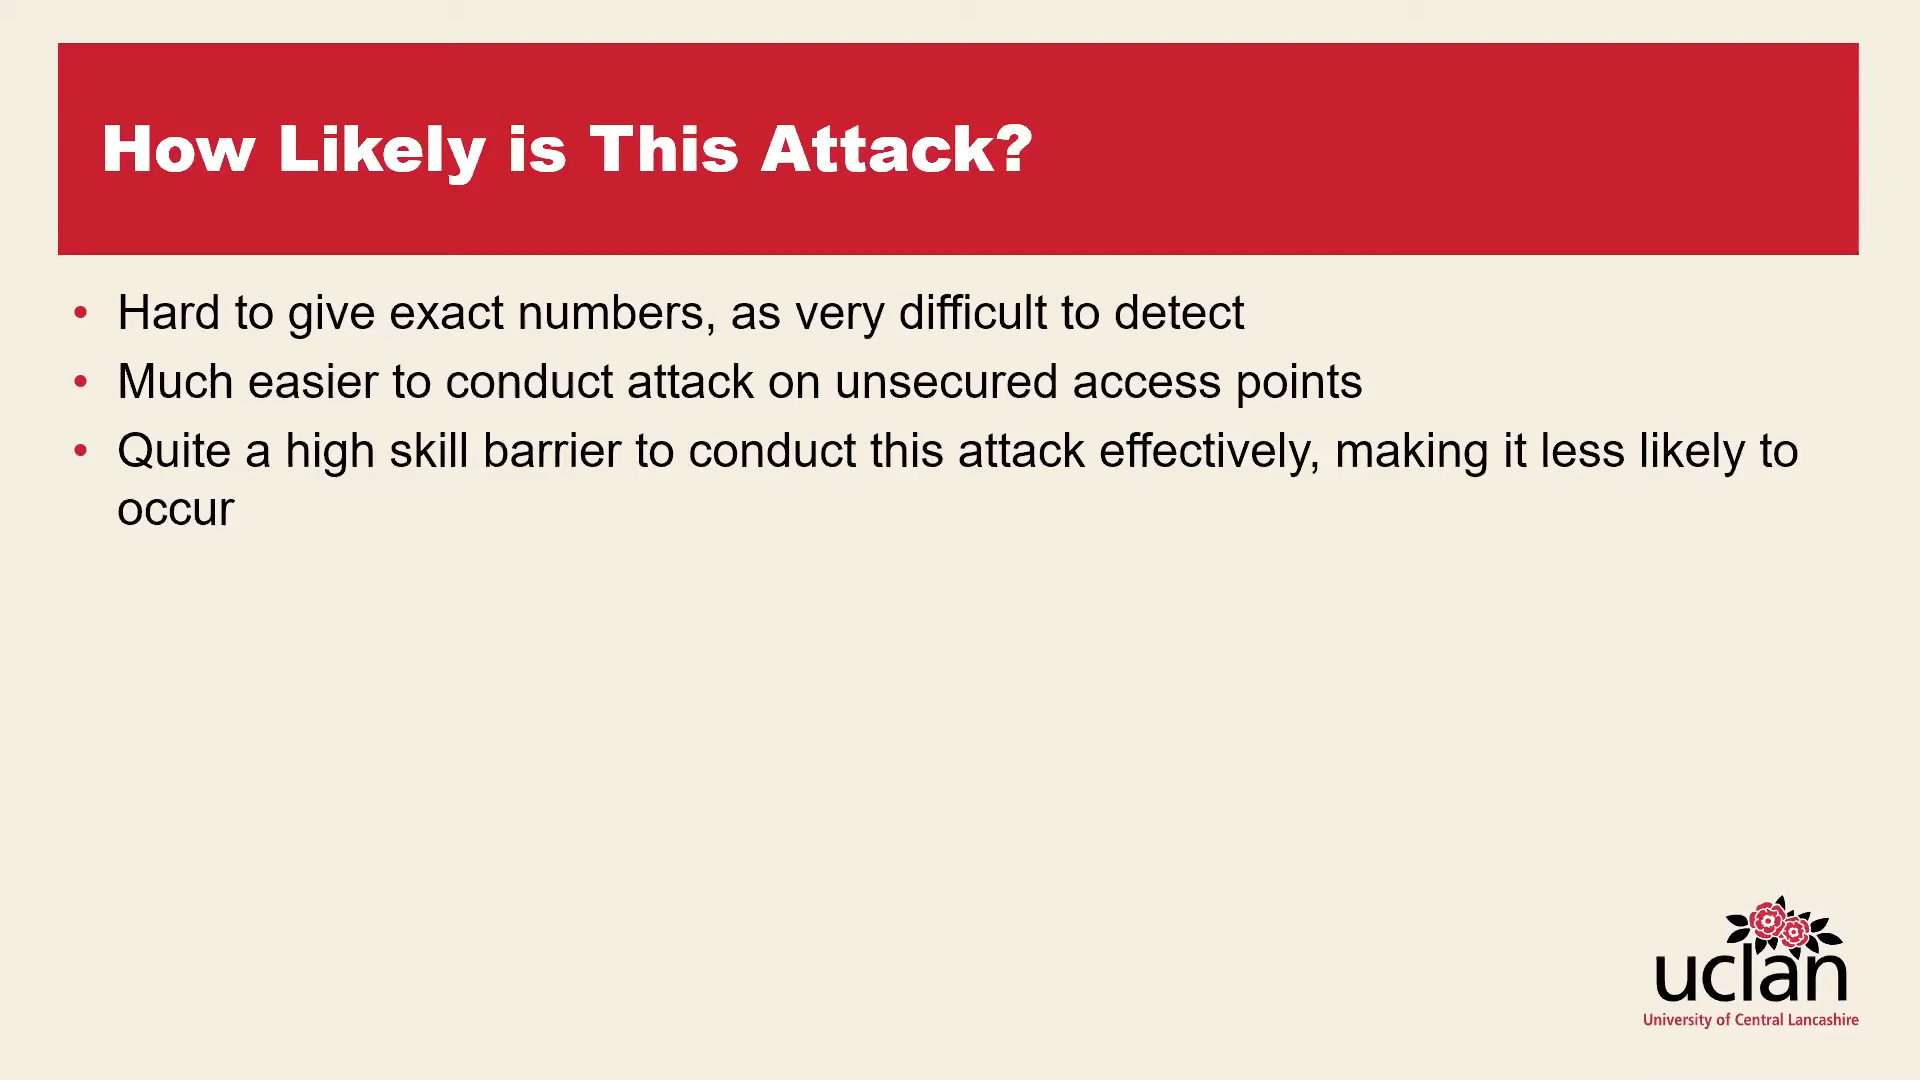 How Likely is This Attack?
• Hard to give exact numbers, as very difficult to detect
• Much easier to conduct attack on unsecured access points
• Quite a high skill barrier to conduct this attack effectively, making it less likely to
occur
uclan
University of Central Lancashire